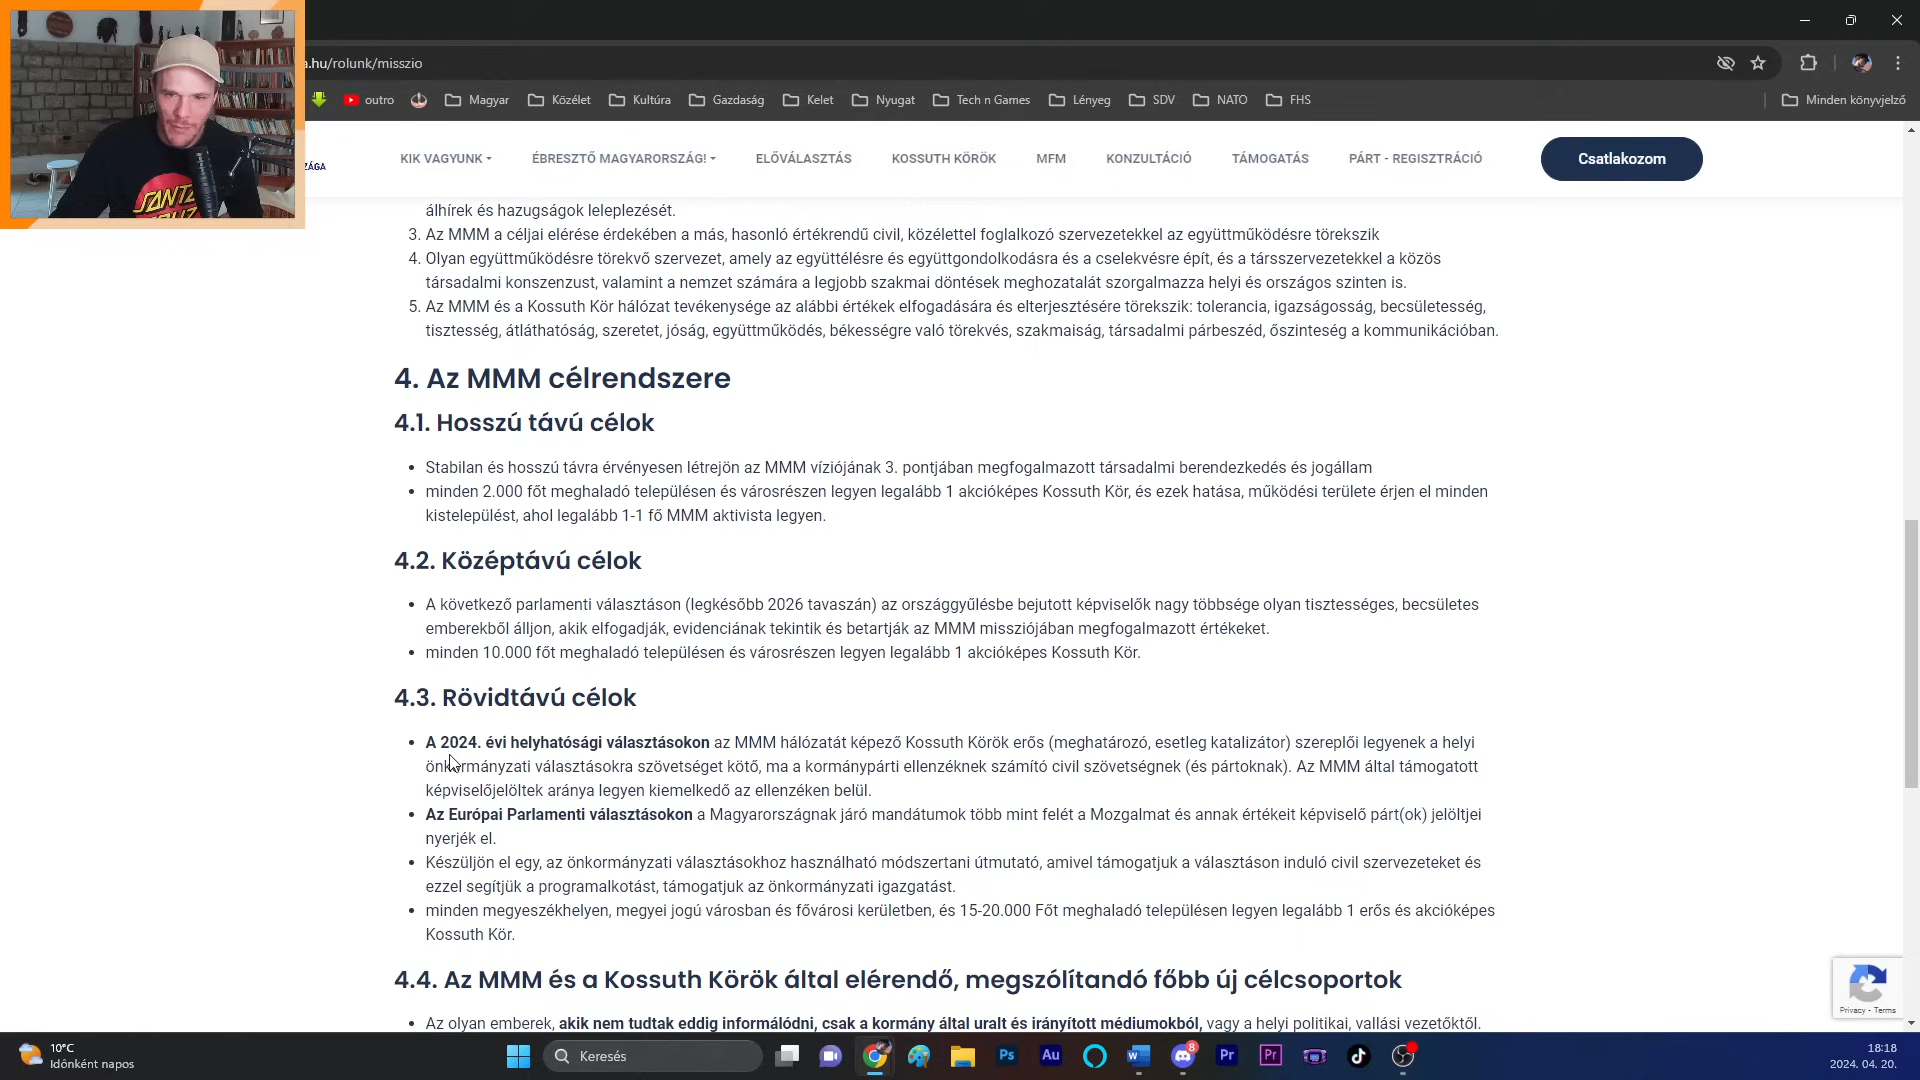 a.hu/rolunk/misszio
outro
Magyar
Közélet
Kultúra
Gazdaság
Kelet
Nyugat
Tech n Games
Lényeg
SDV
NATO
FHS
Minden könyvjelző
ZÁGA
KIK VAGYUNK
ÉBRESZTŐ MAGYARORSZÁG!
ELŐVÁLASZTÁS
KOSSUTH KÖRÖK
MFM
KONZULTÁCIÓ
TÁMOGATÁS
PÁRT - REGISZTRÁCIÓ
Csatlakozom
SANTA
álhírek és hazugságok leleplezését.
3. Az MMM a céljai elérése érdekében a más, hasonló értékrendű civil, közélettel foglalkozó szervezetekkel az együttműködésre törekszik
4. Olyan együttműködésre törekvő szervezet, amely az együttélésre és együttgondolkodásra és a cselekvésre épít, és a társszervezetekkel a közös
társadalmi konszenzust, valamint a nemzet számára a legjobb szakmai döntések meghozatalát szorgalmazza helyi és országos szinten is.
5. Az MMM és a Kossuth Kör hálózat tevékenysége az alábbi értékek elfogadására és elterjesztésére törekszik: tolerancia, igazságosság, becsületesség,
tisztesség, átláthatóság, szeretet, jóság, együttműködés, békességre való törekvés, szakmaiság, társadalmi párbeszéd, őszinteség a kommunikációban.
4. Az MMM célrendszere
4.1. Hosszú távú célok
• Stabilan és hosszú távra érvényesen létrejön az MMM víziójának 3. pontjában megfogalmazott társadalmi berendezkedés és jogállam
• minden 2.000 főt meghaladó településen és városrészen legyen legalább 1 akcióképes Kossuth Kör, és ezek hatása, működési területe érjen el minden
kistelepülést, ahol legalább 1-1 fő MMM aktivista legyen.
4.2. Középtávú célok
• A következő parlamenti választáson (legkésőbb 2026 tavaszán) az országgyűlésbe bejutott képviselők nagy többsége olyan tisztességes, becsületes
emberekből álljon, akik elfogadják, evidenciának tekintik és betartják az MMM missziójában megfogalmazott értékeket.
• minden 10.000 főt meghaladó településen és városrészen legyen legalább 1 akcióképes Kossuth Kör.
4.3. Rövidtávú célok
• A 2024. évi helyhatósági választásokon az MMM hálózatát képező Kossuth Körök erős (meghatározó, esetleg katalizátor) szereplői legyenek a helyi
önkormányzati választásokra szövetséget kötő, ma a kormánypárti ellenzéknek számító civil szövetségnek (és pártoknak). Az MMM által támogatott
képviselőjelöltek aránya legyen kiemelkedő az ellenzéken belül.
• Az Európai Parlamenti választásokon a Magyarországnak járó mandátumok több mint felét a Mozgalmat és annak értékeit képviselő párt(ok) jelöltjei
nyerjék el.
• Készüljön el egy, az önkormányzati választásokhoz használható módszertani útmutató, amivel támogatjuk a választáson induló civil szervezeteket és
ezzel segítjük a programalkotást, támogatjuk az önkormányzati igazgatást.
• minden megyeszékhelyen, megyei jogú városban és fővárosi kerületben, és 15-20.000 Főt meghaladó településen legyen legalább 1 erős és akcióképes
Kossuth Kör.
4.4. Az MMM és a Kossuth Körök által elérendő, megszólítandó főbb új célcsoportok
• Az olyan emberek, akik nem tudtak eddig informálódni, csak a kormány által uralt és irányított médiumokból, vagy a helyi politikai, vallási vezetőktől.
Privacy - Terms
10°C
Időnként napos
Keresés
Ps
Au
W
8
Pr
Pr
18:18
2024. 04. 20.